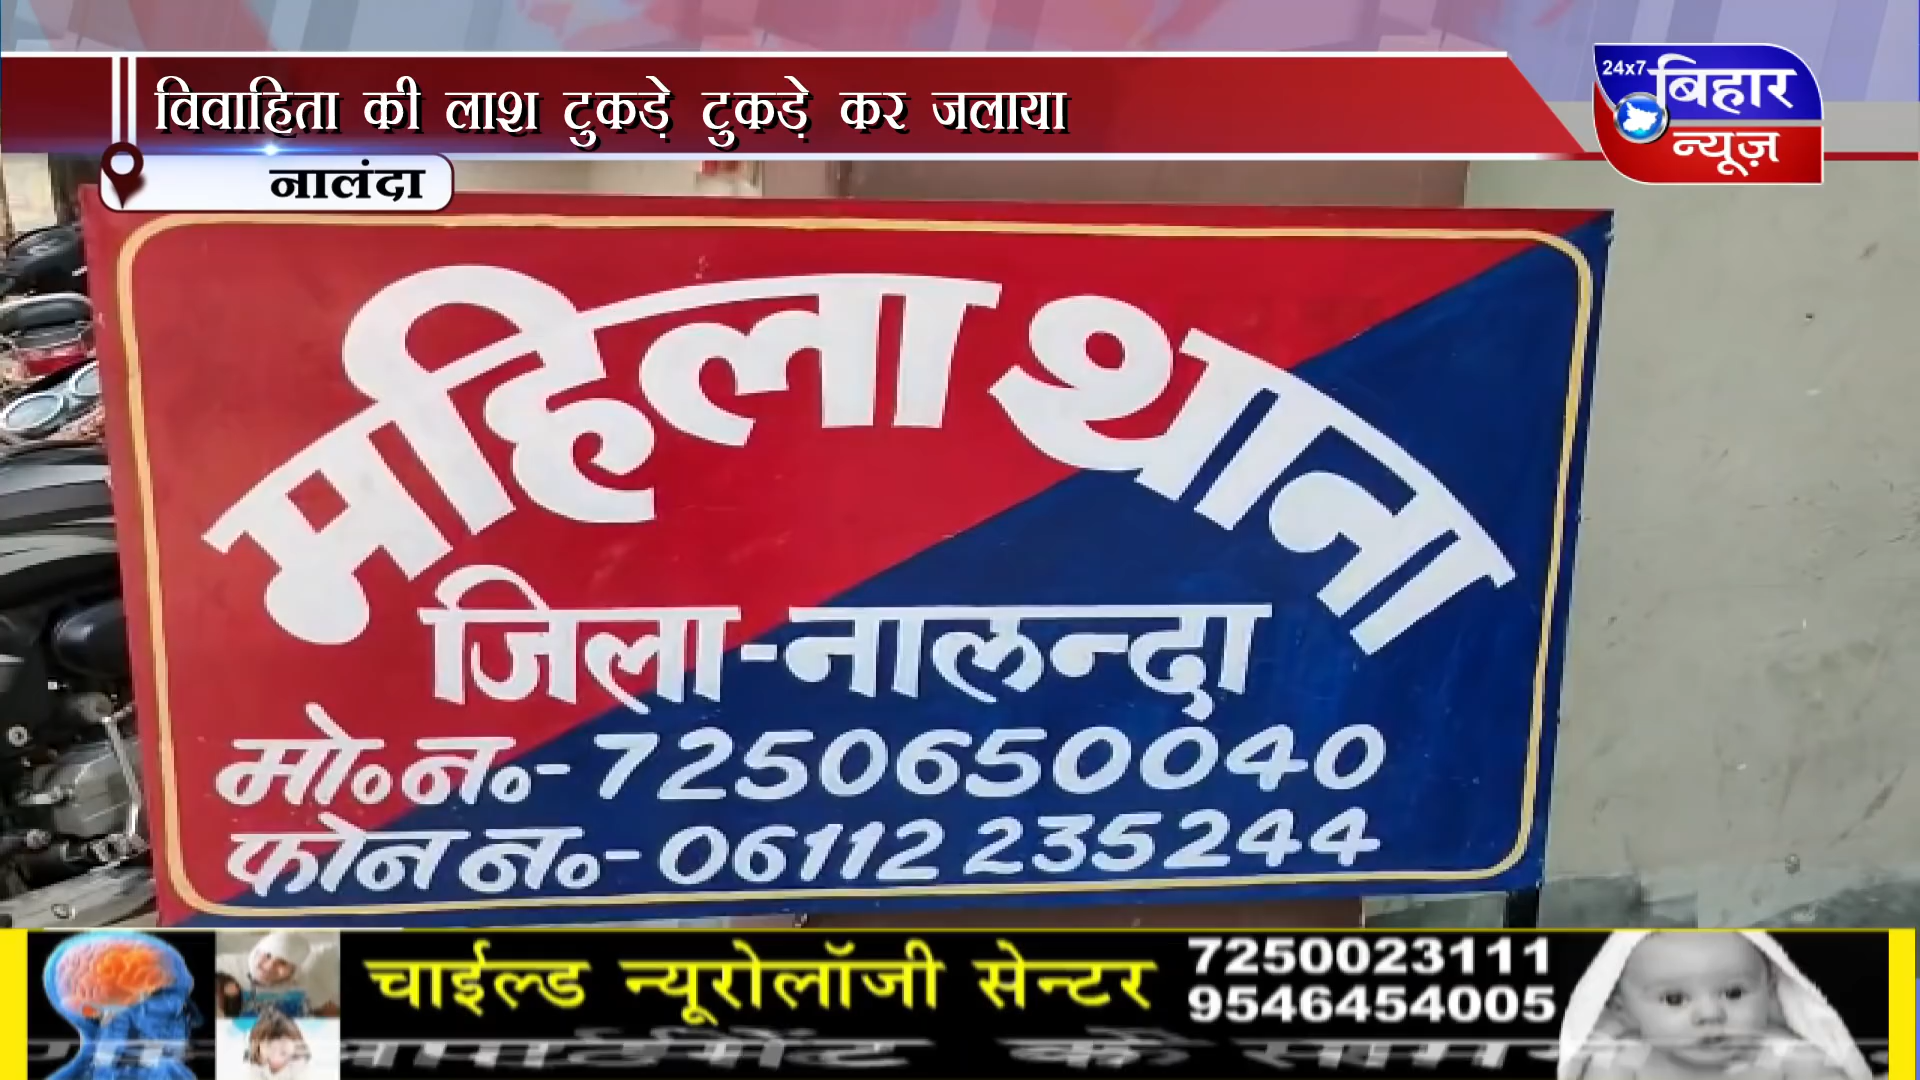 विवाहिता की लाश टुकड़े टुकड़े कर जलाया
24x7
बिहार
न्यूज़
नालंदा
महिला थाना
जिला-नालन्दा
मो०न०-7250650040
फोन न०-06112 235244
चाईल्ड न्यूरोलॉजी सेन्टर
7250023111
9546454005